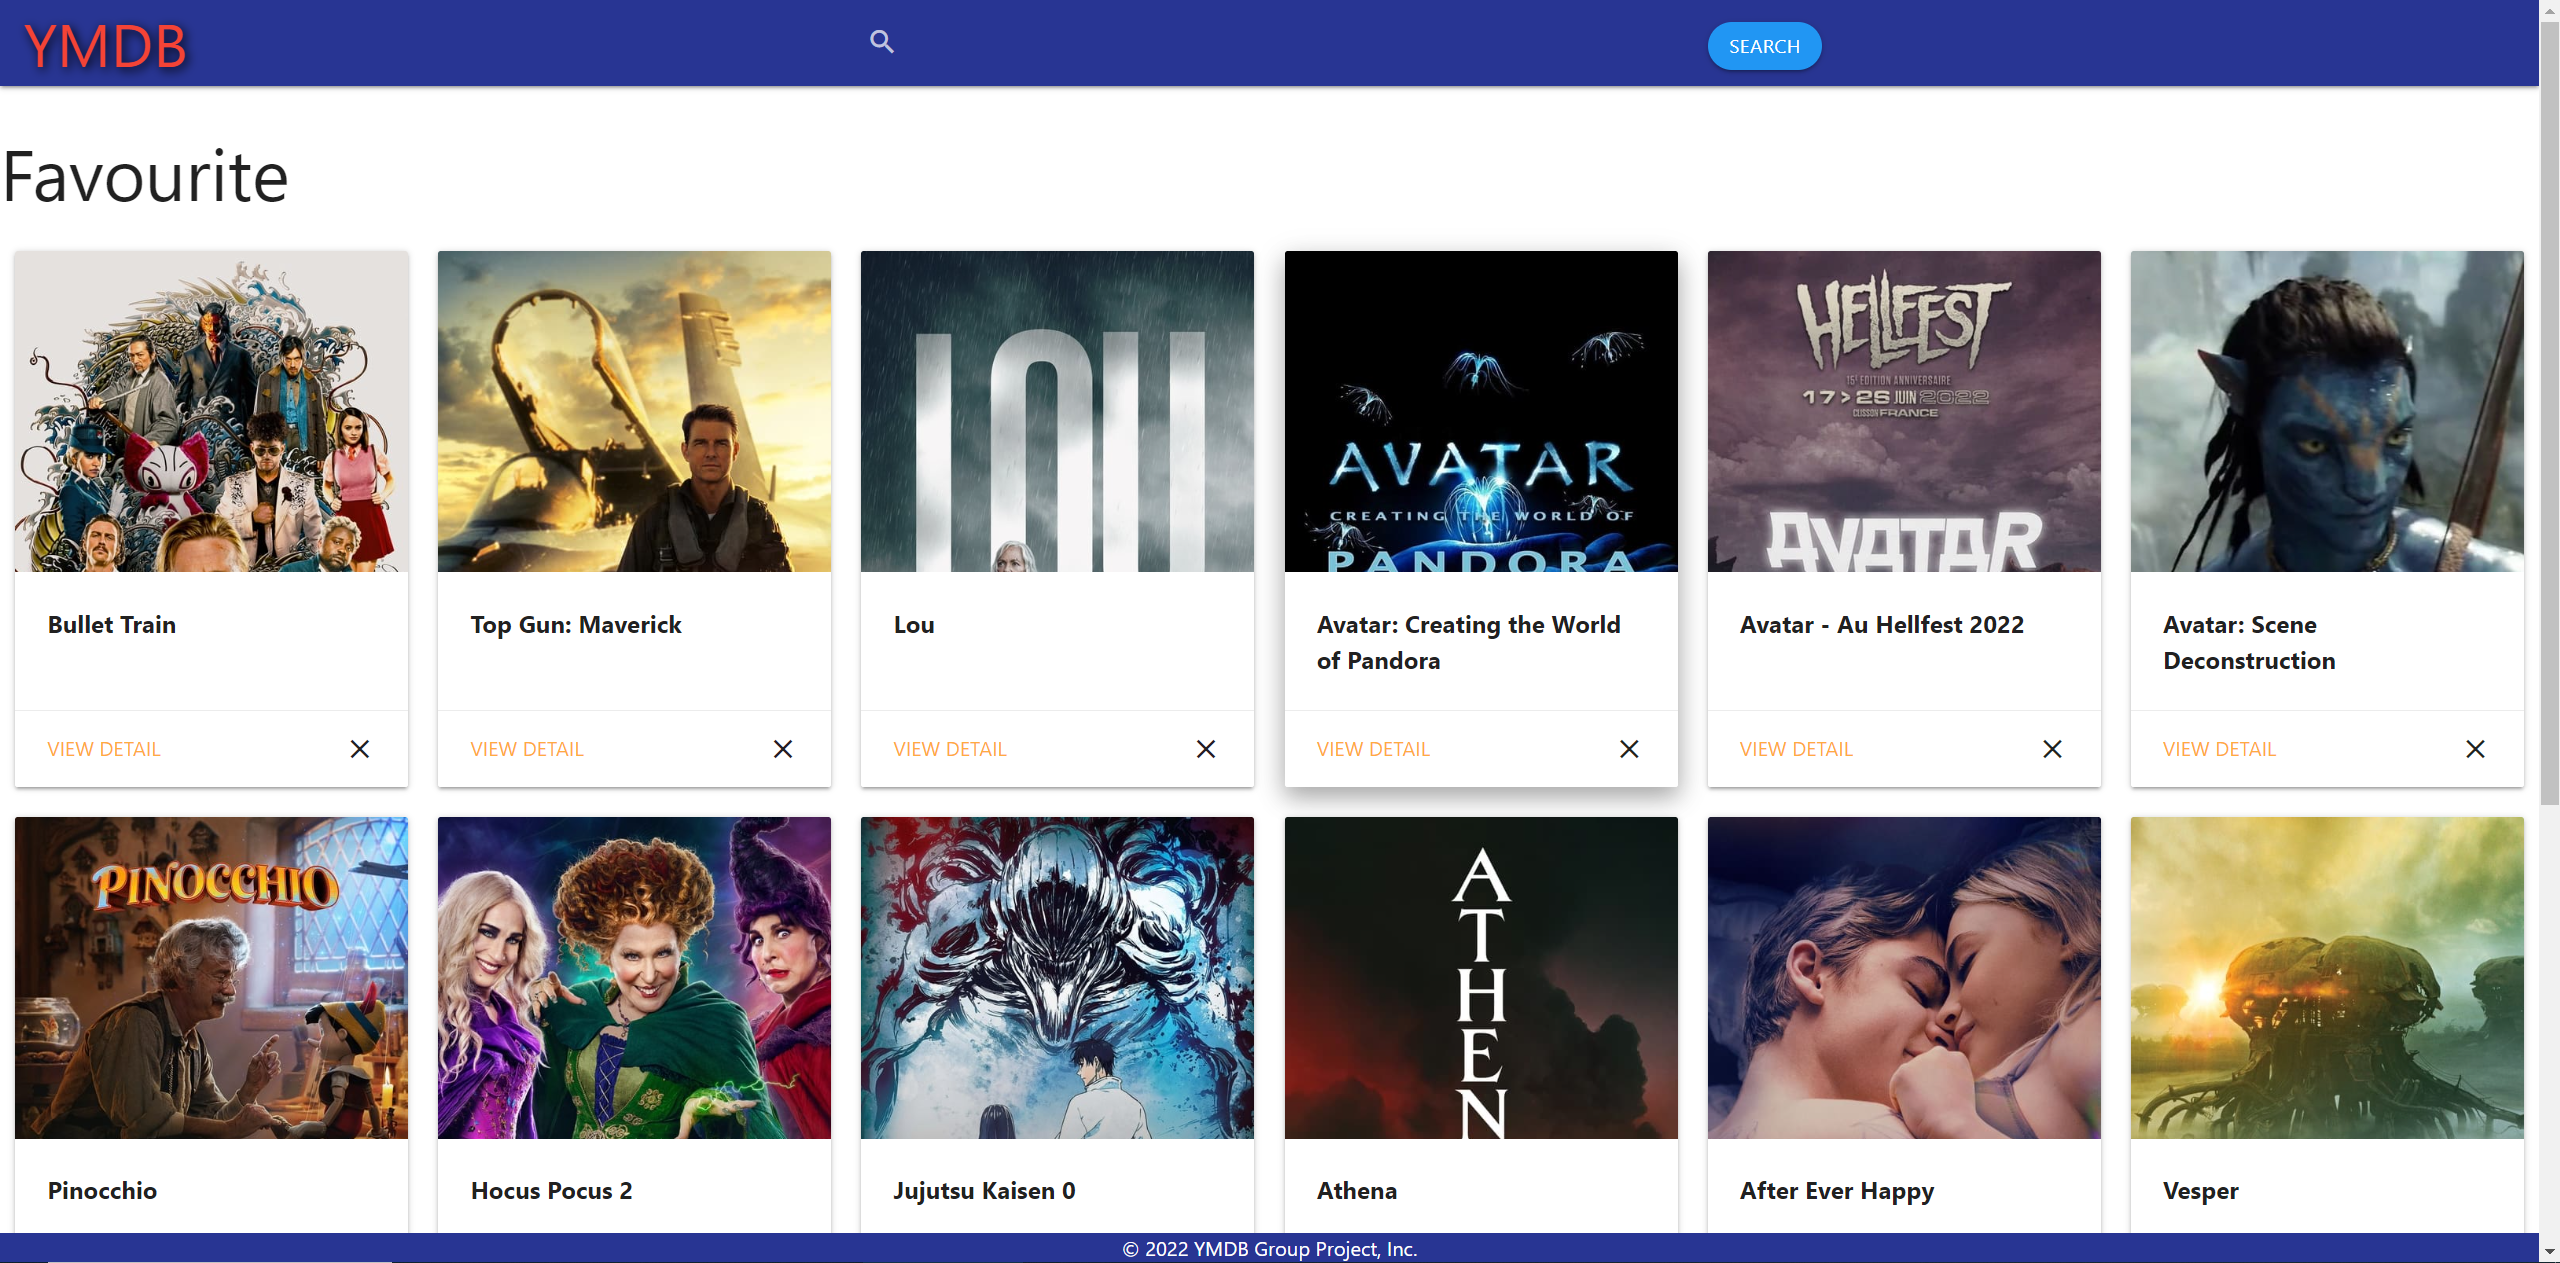 YMDB
SEARCH
Favourite
LOU
AVATAR
CREATING THE WORLD OF
PANDORA
HELLFEST
15E EDITION ANNIVERSAIRE
17 > 26 JUIN 2022
CLISSON FRANCE
AVATAR
Bullet Train
Top Gun: Maverick
Lou
Avatar: Creating the World
of Pandora
Avatar - Au Hellfest 2022
Avatar: Scene
Deconstruction
VIEW DETAIL
VIEW DETAIL
VIEW DETAIL
VIEW DETAIL
VIEW DETAIL
VIEW DETAIL
PINOCCHIO
ATHEN
Pinocchio
Hocus Pocus 2
Jujutsu Kaisen 0
Athena
After Ever Happy
Vesper
© 2022 YMDB Group Project, Inc.